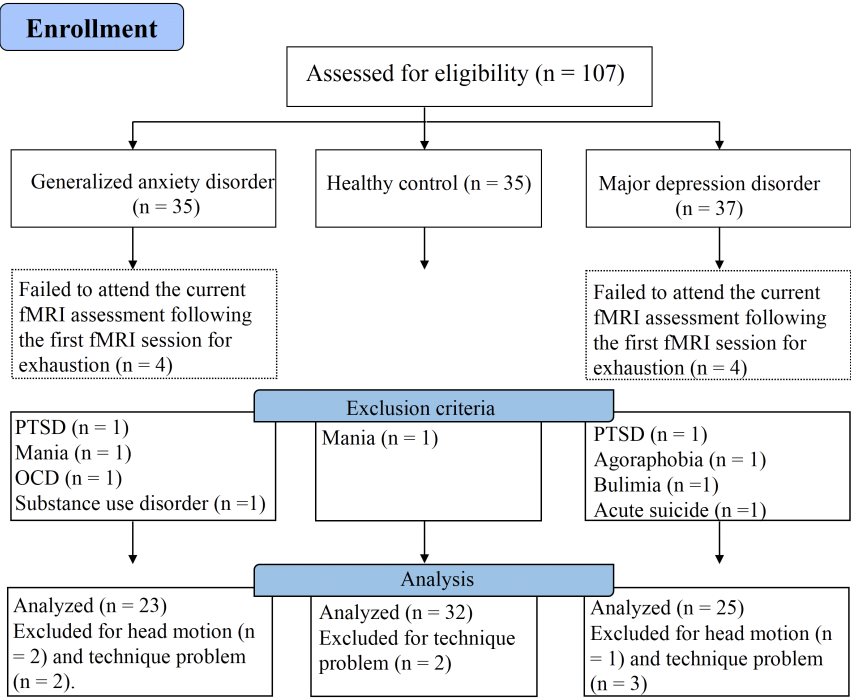 Enrollment
Assessed for eligibility (n = 107)
Generalized anxiety disorder
(n = 35)
Healthy control (n = 35)
Major depression disorder
(n = 37)
Failed to attend the current
fMRI assessment following
the first fMRI session for
exhaustion (n = 4)
Failed to attend the current
fMRI assessment following
the first fMRI session for
exhaustion (n = 4)
Exclusion criteria
PTSD (n = 1)
Mania (n = 1)
OCD (n = 1)
Substance use disorder (n =1)
Mania (n = 1)
PTSD (n = 1)
Agoraphobia (n = 1)
Bulimia (n =1)
Acute suicide (n =1)
Analysis
Analyzed (n = 23)
Excluded for head motion (n
= 2) and technique problem
(n = 2).
Analyzed (n = 32)
Excluded for technique
problem (n = 2)
Analyzed (n = 25)
Excluded for head motion (n
= 1) and technique problem
(n = 3)